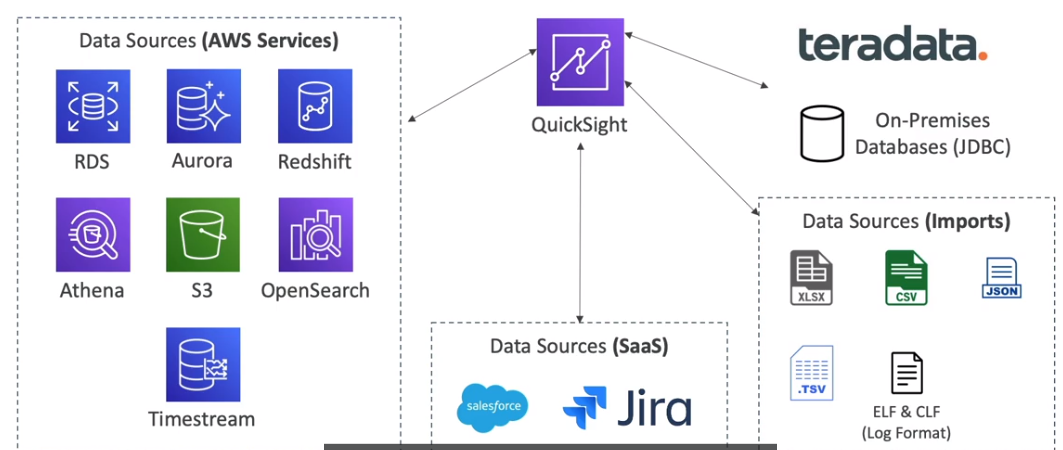 Data Sources (AWS Services)
RDS
Aurora
Redshift
Athena
S3
OpenSearch
Timestream
QuickSight
Data Sources (SaaS)
salesforce
Jira
teradata.
On-Premises
Databases (JDBC)
Data Sources (Imports)
XLSX
CSV
JSON
.TSV
ELF & CLF
(Log Format)